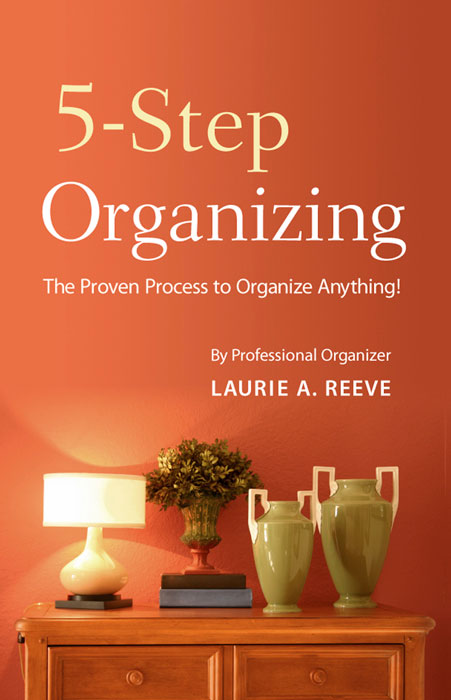 5-Step
Organizing
The Proven Process to Organize Anything!
By Professional Organizer
LAURIE A. REEVE